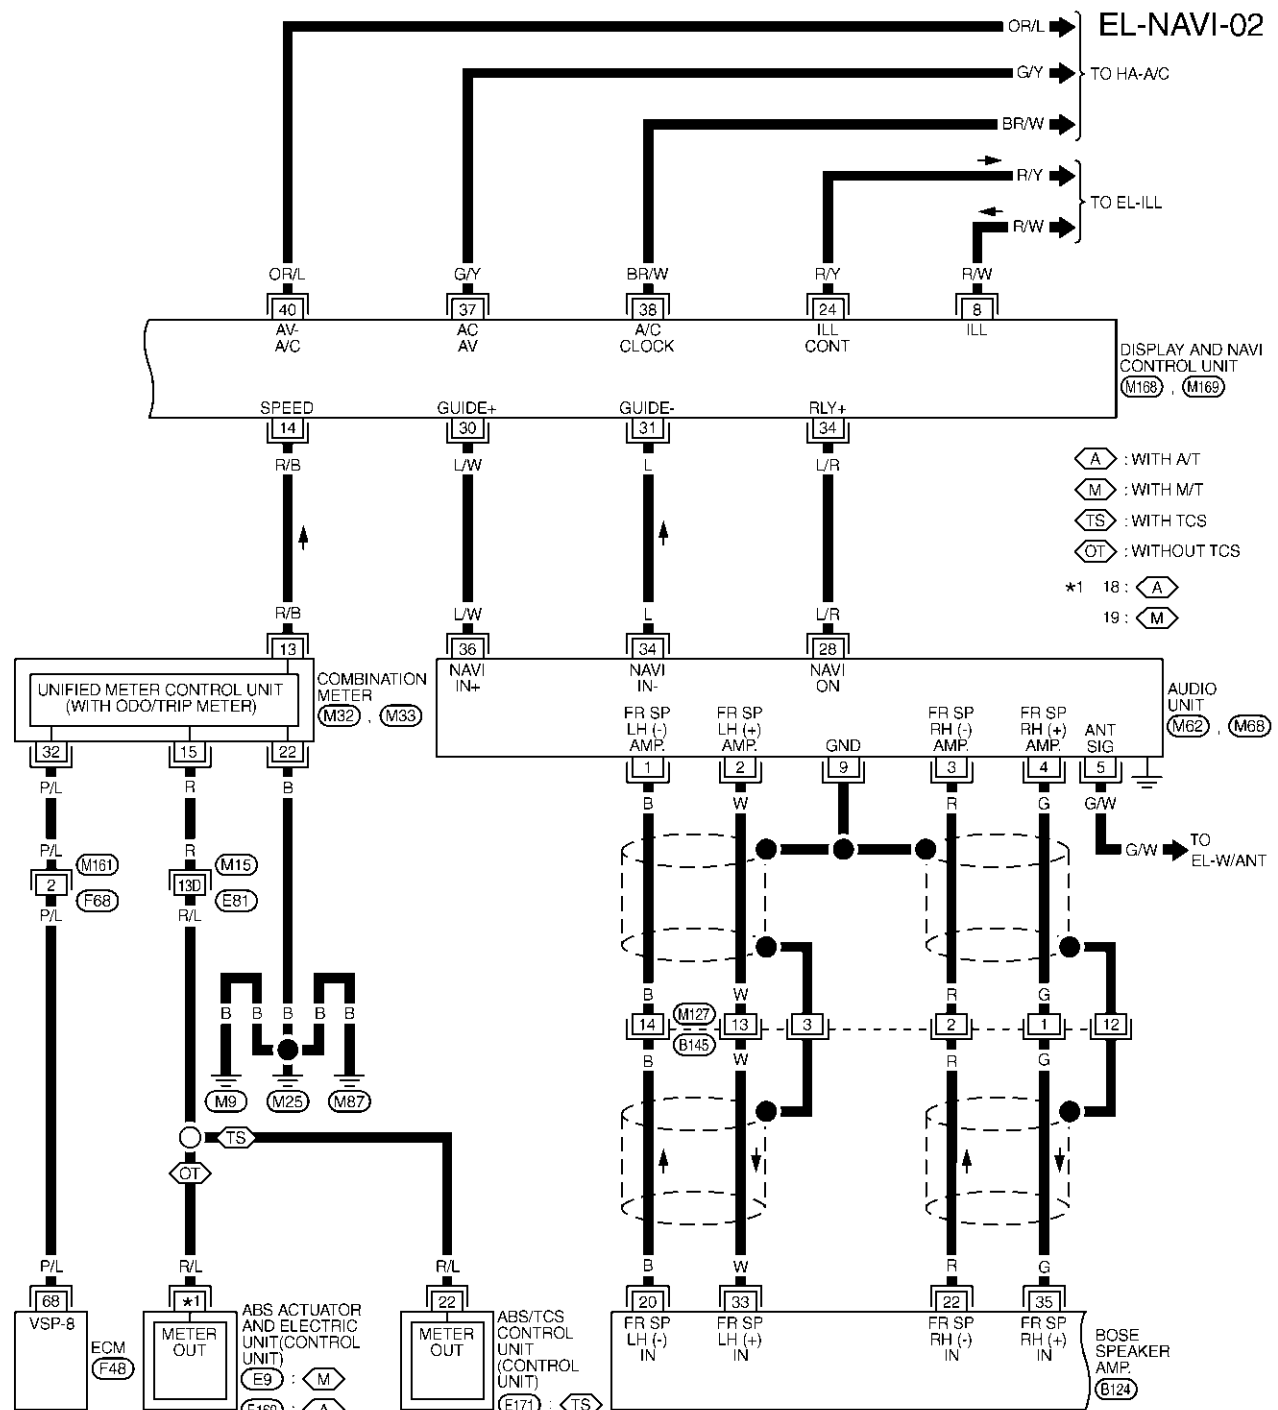 EL-NAVI-02
OR/L
G/Y
TO HA-A/C
BR/W
R/Y
TO EL-ILL
R/W
OR/L G/Y BR/W R/Y R/W
40 37 38 24 8
AV- AC A/C ILL ILL
A/C AV CLOCK CONT
DISPLAY AND NAVI
CONTROL UNIT
M168 , M169
SPEED GUIDE+ GUIDE- RLY+
14 30 31 34
R/B L/W L L/R
A : WITH A/T
M : WITH M/T
TS : WITH TCS
OT : WITHOUT TCS
*1 18 : A
19 : M
R/B L/W L L/R
13 36 34 28
NAVI NAVI NAVI
IN+ IN- ON
UNIFIED METER CONTROL UNIT
(WITH ODO/TRIP METER)
COMBINATION
METER
M32 , M33
AUDIO
UNIT
M62 , M68
FR SP FR SP FR SP FR SP
LH (-) LH (+) RH (-) RH (+) ANT
AMP. AMP. GND AMP. AMP. SIG
32 15 22
1 2 9 3 4 5
P/L R B
B W R G G/W
G/W TO
EL-W/ANT
P/L R
M161 M15
2 13D
F68 E81
P/L R/L
B W R G
B B B B B
14 M127 13 3 2 1 12
B145
B W R G
M9 M25 M87
TS
OT
P/L R/L R/L
B W R G
68 *1 22
20 33 22 35
VSP-8
ECM
F48
METER
OUT
ABS ACTUATOR
AND ELECTRIC
UNIT(CONTROL
UNIT)
E9 : M
E169 : A
METER
OUT
ABS/TCS
CONTROL
UNIT
(CONTROL
UNIT)
E171 : TS
FR SP FR SP FR SP FR SP
LH (-) LH (+) RH (-) RH (+)
IN IN IN IN
BOSE
SPEAKER
AMP.
B124